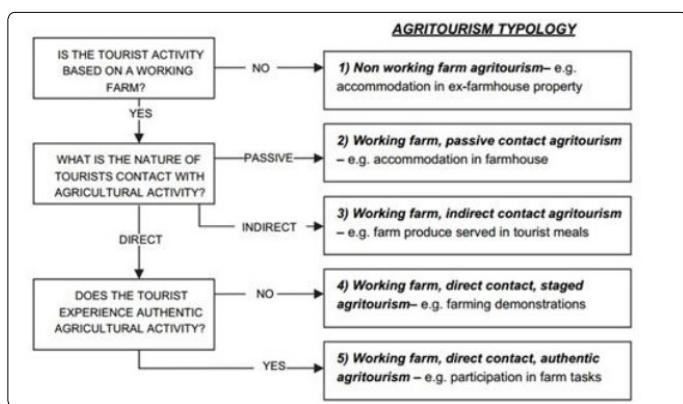 AGRITOURISM TYPOLOGY
IS THE TOURIST ACTIVITY
BASED ON A WORKING
FARM?
NO
1) Non working farm agritourism– e.g.
accommodation in ex-farmhouse property
YES
WHAT IS THE NATURE OF
TOURISTS CONTACT WITH
AGRICULTURAL ACTIVITY?
PASSIVE
2) Working farm, passive contact agritourism
– e.g. accommodation in farmhouse
INDIRECT
3) Working farm, indirect contact agritourism
– e.g. farm produce served in tourist meals
DIRECT
DOES THE TOURIST
EXPERIENCE AUTHENTIC
AGRICULTURAL ACTIVITY?
NO
4) Working farm, direct contact, staged
agritourism– e.g. farming demonstrations
YES
5) Working farm, direct contact, authentic
agritourism – e.g. participation in farm tasks